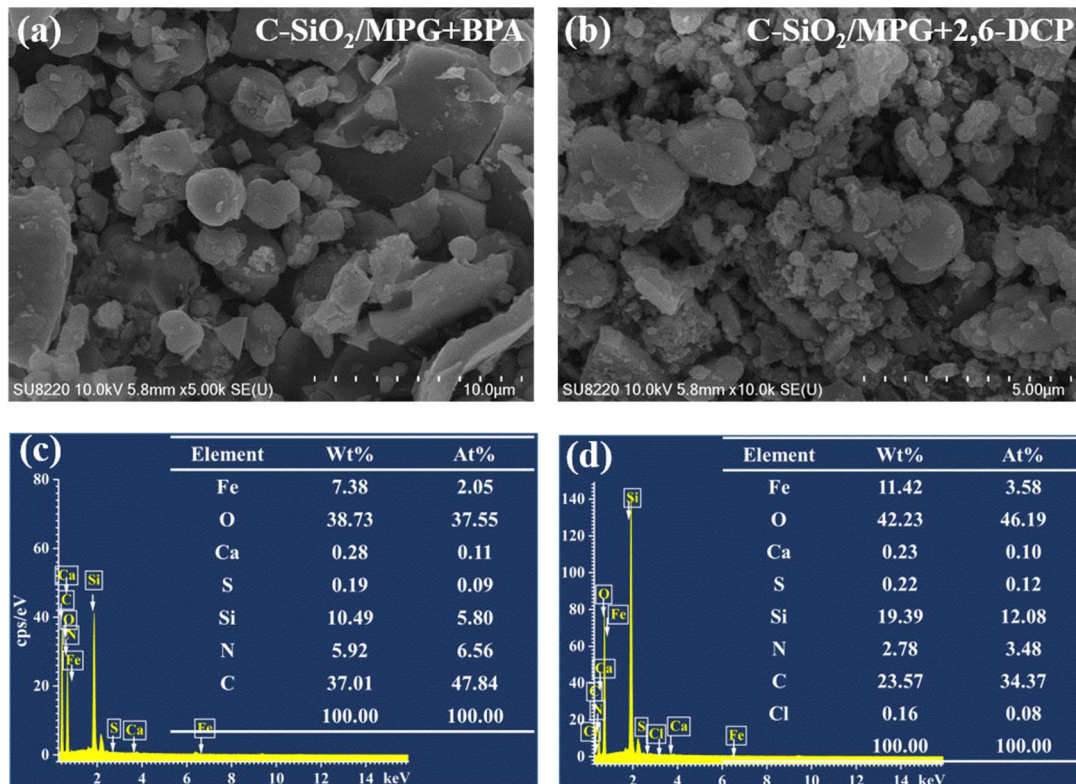 (a) C-SiO₂/MPG+BPA
SU8220 10.0kV 5.8mm x5.00k SE(U) 10.0μm
(b) C-SiO₂/MPG+2,6-DCP
SU8220 10.0kV 5.8mm x10.0k SE(U) 5.00μm
(c)
Element Wt% At%
Fe 7.38 2.05
O 38.73 37.55
Ca 0.28 0.11
S 0.19 0.09
Si 10.49 5.80
N 5.92 6.56
C 37.01 47.84
100.00 100.00
cps/eV
80
60
40
20
0
Ca
C
O
N
Fe
Si
S
Ca
Fe
2 4 6 8 10 12 14 keV
(d)
Element Wt% At%
Fe 11.42 3.58
O 42.23 46.19
Ca 0.23 0.10
S 0.22 0.12
Si 19.39 12.08
N 2.78 3.48
C 23.57 34.37
Cl 0.16 0.08
100.00 100.00
140
120
100
80
60
40
20
0
Si
O
Fe
Ca
C
N
S
Cl
Ca
Fe
2 4 6 8 10 12 14 keV